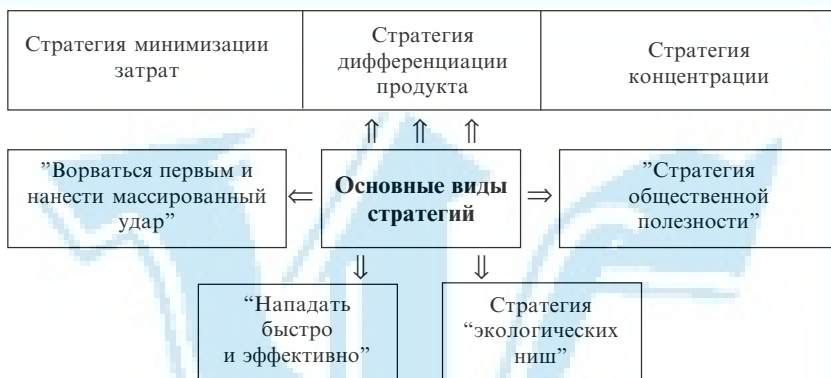 Стратегия минимизации
затрат
Стратегия
дифференциации
продукта
Стратегия
концентрации
”Ворваться первым и
нанести массированный
удар”
Основные виды
стратегий
”Стратегия
общественной
полезности”
“Нападать
быстро
и эффективно”
Стратегия
“экологических
ниш”